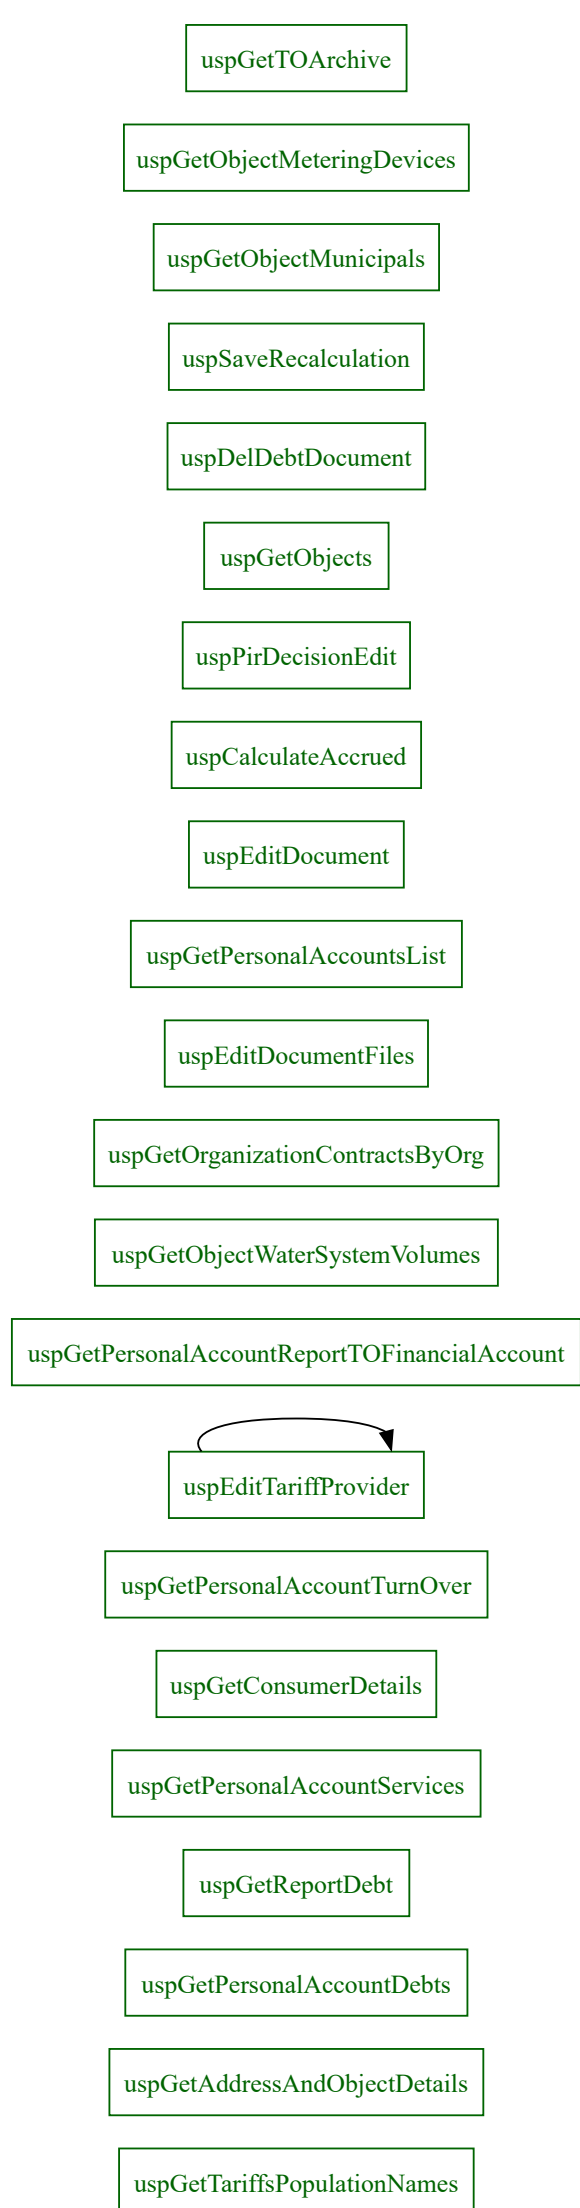 uspGetTOArchive
uspGetObjectMeteringDevices
uspGetObjectMunicipals
uspSaveRecalculation
uspDelDebtDocument
uspGetObjects
uspPirDecisionEdit
uspCalculateAccrued
uspEditDocument
uspGetPersonalAccountsList
uspEditDocumentFiles
uspGetOrganizationContractsByOrg
uspGetObjectWaterSystemVolumes
uspGetPersonalAccountReportTOFinancialAccount
uspEditTariffProvider
uspGetPersonalAccountTurnOver
uspGetConsumerDetails
uspGetPersonalAccountServices
uspGetReportDebt
uspGetPersonalAccountDebts
uspGetAddressAndObjectDetails
uspGetTariffsPopulationNames